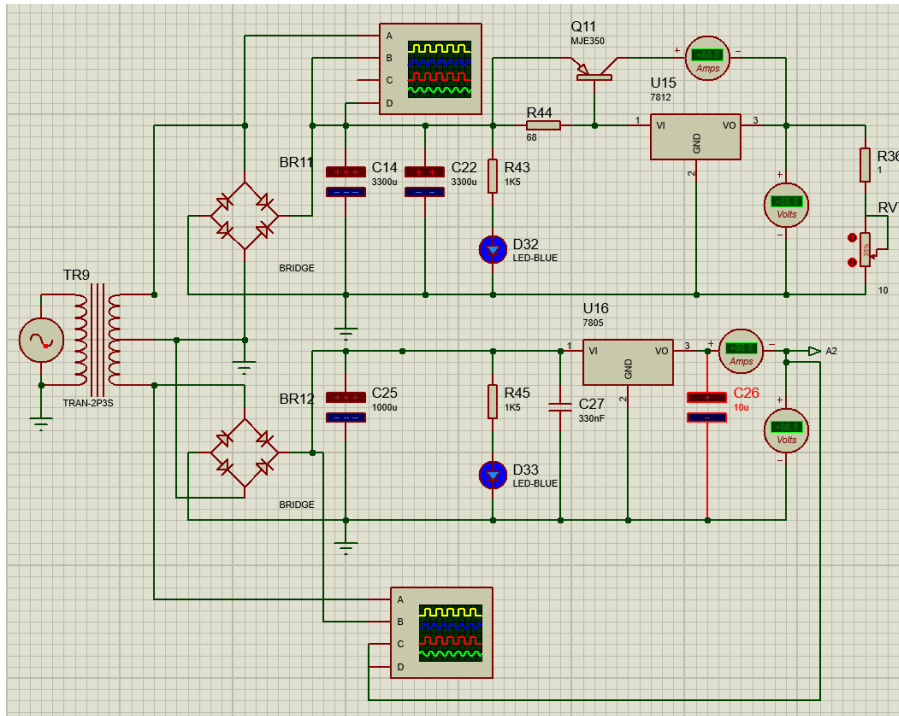 Q11
MJE350
A
B
C
D
+
−
Amps
U15
7812
R44
68
1
VI
VO
3
GND
2
BR11
C14
3300u
C22
3300u
R43
1K5
R36
1
+
Volts
−
D32
LED-BLUE
RV
10
BRIDGE
TR9
TRAN-2P3S
U16
7805
1
VI
VO
3
GND
2
+
−
Amps
A2
BR12
C25
1000u
R45
1K5
C27
330nF
C26
10u
+
Volts
−
D33
LED-BLUE
BRIDGE
A
B
C
D